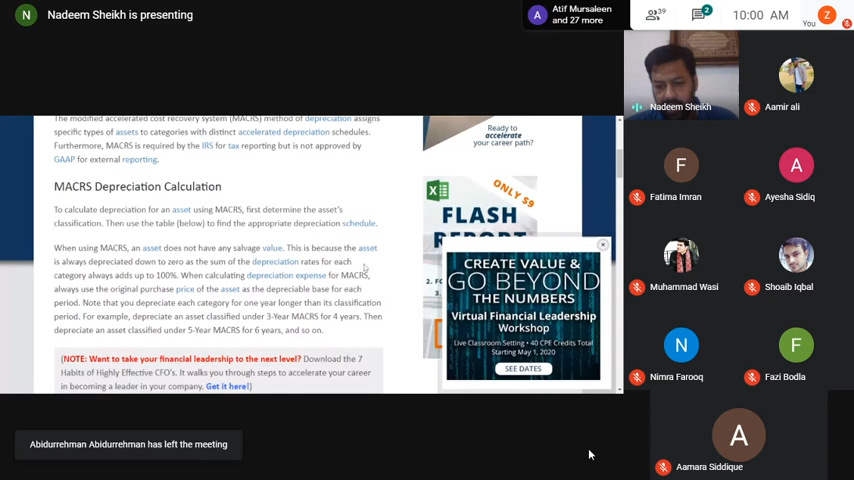 N Nadeem Sheikh is presenting
A Atif Mursaleen
and 27 more
39
2
10:00 AM
You
Z
The modified accelerated cost recovery system (MACRS) method of depreciation assigns
specific types of assets to categories with distinct accelerated depreciation schedules.
Furthermore, MACRS is required by the IRS for tax reporting but is not approved by
GAAP for external reporting.
MACRS Depreciation Calculation
To calculate depreciation for an asset using MACRS, first determine the asset's
classification. Then use the table (below) to find the appropriate depreciation schedule.
When using MACRS, an asset does not have any salvage value. This is because the asset
is always depreciated down to zero as the sum of the depreciation rates for each
category always adds up to 100%. When calculating depreciation expense for MACRS,
always use the original purchase price of the asset as the depreciable base for each
period. Note that you depreciate each category for one year longer than its classification
period. For example, depreciate an asset classified under 3-Year MACRS for 4 years. Then
depreciate an asset classified under 5-Year MACRS for 6 years, and so on.
(NOTE: Want to take your financial leadership to the next level? Download the 7
Habits of Highly Effective CFO's. It walks you through steps to accelerate your career
in becoming a leader in your company. Get it here!)
Ready to
accelerate
your career path?
X
ONLY $9
FLASH
REPORT
2. FO
3.
CREATE VALUE &
GO BEYOND
THE NUMBERS
Virtual Financial Leadership
Workshop
Live Classroom Setting • 40 CPE Credits Total
Starting May 1, 2020
SEE DATES
Nadeem Sheikh
Aamir ali
F
Fatima Imran
A
Ayesha Sidiq
Muhammad Wasi
Shoaib Iqbal
N
Nimra Farooq
F
Fazi Bodla
A
Aamara Siddique
Abidurrehman Abidurrehman has left the meeting